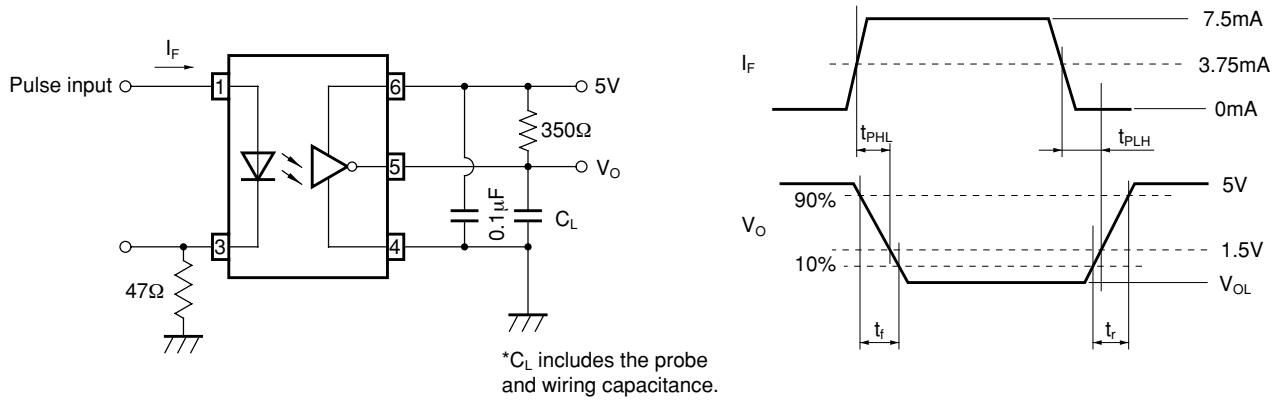 I_F
Pulse input
1
6
5V
350Ω
5
V_O
0.1µF
C_L
3
4
47Ω
*C_L includes the probe
and wiring capacitance.
I_F
7.5mA
3.75mA
0mA
t_PHL
t_PLH
V_O
90%
10%
5V
1.5V
V_OL
t_f
t_r